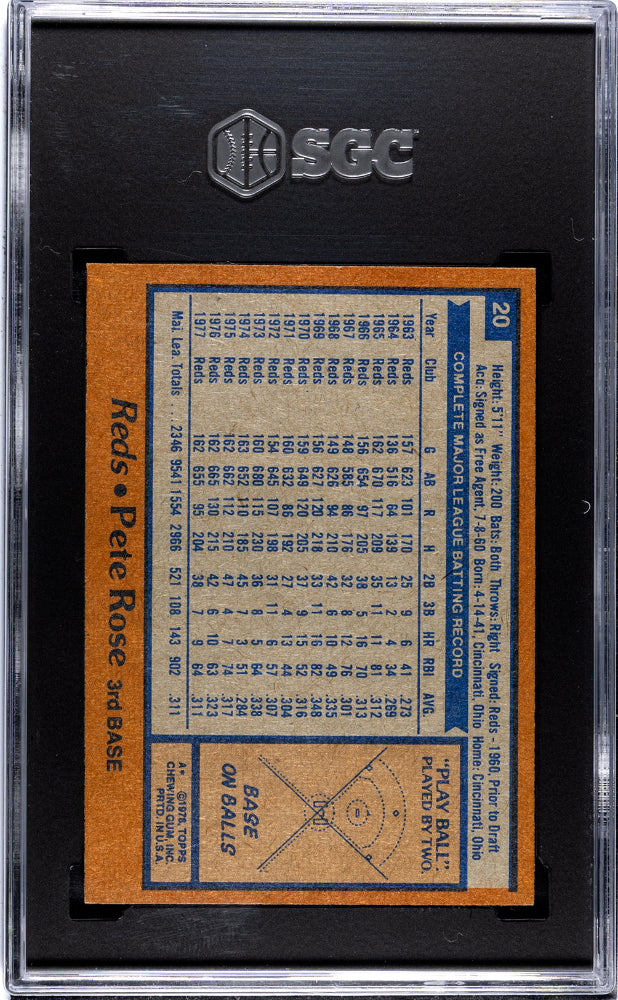 SGC
20
Height: 5'11" Weight: 200 Bats: Both Throws: Right Signed: Reds - 1960, Prior to Draft
Acq: Signed as Free Agent, 7-8-60 Born: 4-14-41, Cincinnati, Ohio Home: Cincinnati, Ohio
COMPLETE MAJOR LEAGUE BATTING RECORD
Year Club G AB R H 2B 3B HR RBI AVG.
1963 Reds 157 623 101 170 25 9 6 41 .273
1964 Reds 136 516 64 139 13 2 4 34 .269
1965 Reds 162 670 117 209 35 11 11 81 .312
1966 Reds 156 654 97 205 38 5 16 70 .313
1967 Reds 148 585 86 176 32 8 12 76 .301
1968 Reds 149 626 94 210 42 6 10 49 .335
1969 Reds 156 627 120 218 33 11 16 82 .348
1970 Reds 159 649 120 205 37 9 15 52 .316
1971 Reds 160 632 86 192 27 4 13 44 .304
1972 Reds 154 645 107 198 31 11 6 57 .307
1973 Reds 160 680 115 230 36 8 5 64 .338
1974 Reds 163 652 110 185 45 7 3 51 .284
1975 Reds 162 662 112 210 47 4 7 74 .317
1976 Reds 162 665 130 215 42 6 10 63 .323
1977 Reds 162 655 95 204 38 7 9 64 .311
Maj. Lea. Totals ... 2346 9541 1554 2966 521 108 143 902 .311
"PLAY BALL"
PLAYED BY TWO.
BASE
ON BALLS
A* ©1978, TOPPS
CHEWING GUM, INC.
PRTD. IN U.S.A.
Reds • Pete Rose 3rd BASE